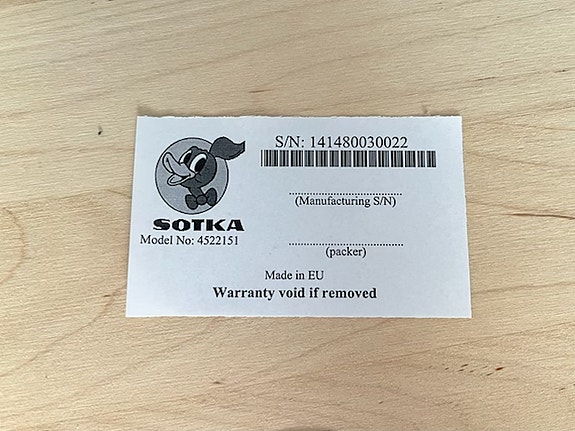 SOTKA
Model No: 4522151
S/N: 141480030022
(Manufacturing S/N)
(packer)
Made in EU
Warranty void if removed